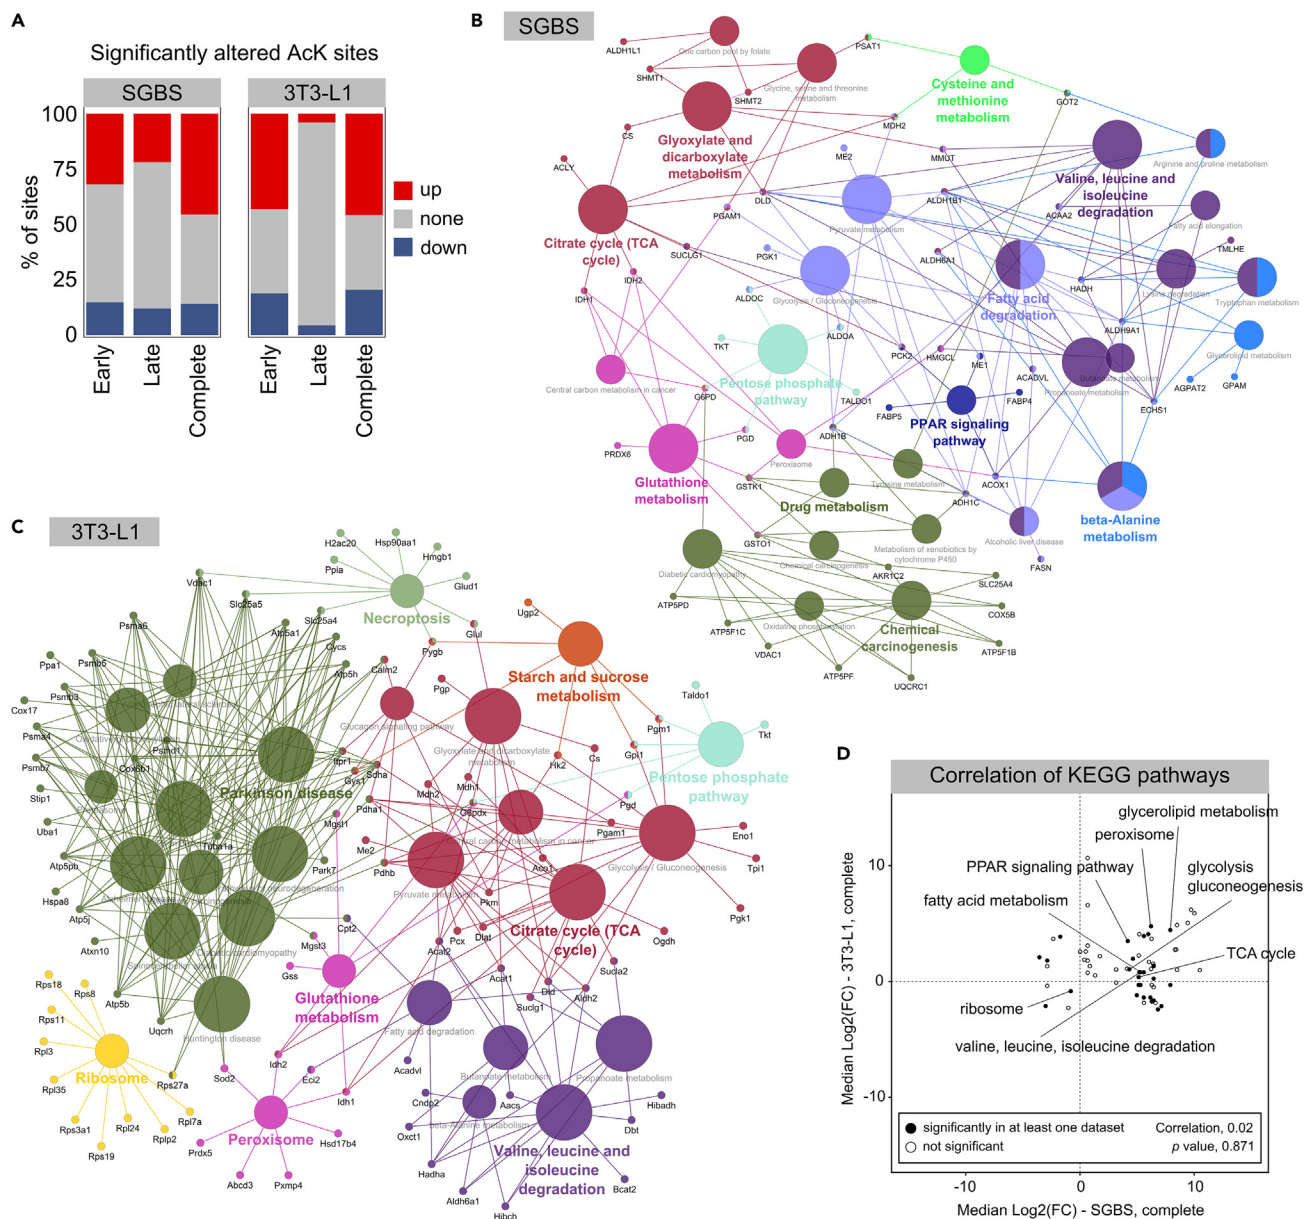 A
Significantly altered AcK sites
SGBS
3T3-L1
% of sites
100
75
50
25
0
up
none
down
Early
Late
Complete
Early
Late
Complete
B
SGBS
ALDH1L1
One carbon pool by folate
PSAT1
SHMT1
Glycine, serine and threonine
metabolism
SHMT2
Cysteine and
methionine
metabolism
GOT2
CS
Glyoxylate and
dicarboxylate
metabolism
MDH2
ME2
MMUT
Arginine and proline metabolism
Valine, leucine and
isoleucine
degradation
ACLY
DLD
ALDH1B1
ACAA2
PGAM1
Pyruvate metabolism
Fatty acid elongation
Citrate cycle (TCA
cycle)
SUCLG1
PGK1
ALDH6A1
TMLHE
IDH2
HADH
Lysine degradation
Tryptophan metabolism
IDH1
ALDOC
Glycolysis / Gluconeogenesis
Fatty acid
degradation
ALDOA
ALDH9A1
TKT
PCK2
HMGCL
ME1
Glycerolipid metabolism
ACADVL
Butanoate metabolism
Propanoate metabolism
Central carbon metabolism in cancer
Pentose phosphate
pathway
G6PD
TALDO1
FABP5
FABP4
AGPAT2
GPAM
ECHS1
PPAR signaling
pathway
PRDX6
PGD
ADH1B
Peroxisome
Glutathione
metabolism
GSTK1
Tyrosine metabolism
ACOX1
Drug metabolism
ADH1C
beta-Alanine
metabolism
GSTO1
Metabolism of xenobiotics by
cytochrome P450
Alcoholic liver disease
FASN
Diabetic cardiomyopathy
Chemical carcinogenesis
AKR1C2
SLC25A4
ATP5PD
COX5B
ATP5F1C
Oxidative phosphorylation
Chemical
carcinogenesis
VDAC1
ATP5F1B
ATP5PF
UQCRC1
C
3T3-L1
H2ac20
Hsp90aa1
Hmgb1
Ppia
Glud1
Vdac1
Slc25a5
Necroptosis
Ugp2
Psma6
Slc25a4
Atp5a1
Glul
Cycs
Pygb
Starch and sucrose
metabolism
Ppa1
Psmb5
Atp5h
Calm2
Pgp
Taldo1
Psmb3
Cox17
Glucagon signaling pathway
Pgm1
Tkt
Psma4
Psmd1
Glyoxylate and dicarboxylate
metabolism
Gpi1
Psmb7
Cox6b1
Itpr1
Gys1
Sdha
Hk2
Cs
Pentose phosphate
pathway
Stip1
Parkinson disease
Mdh2
Mdh1
Pgd
Uba1
Pdha1
G6pdx
Mgst1
Tuba1a
Central carbon metabolism in cancer
Pgam1
Eno1
Me2
Atp5pb
Park7
Pdhb
Pyruvate metabolism
Aco1
Glycolysis / Gluconeogenesis
Tpi1
Hspa8
Pkm
Pgk1
Atp5j
Cpt2
Diabetic cardiomyopathy
Mgst3
Pcx
Dlat
Citrate cycle (TCA
cycle)
Ogdh
Atxn10
Acat2
Gss
Acat1
Sucla2
Rps18
Rps8
Atp5b
Glutathione
metabolism
Dld
Aldh2
Suclg1
Rps11
Uqcrh
Huntington disease
Fatty acid degradation
Rpl3
Idh2
Acadvl
Butanoate metabolism
Propanoate metabolism
Ribosome
Rps27a
Sod2
Eci2
Rpl35
Idh1
Cndp2
Aacs
Hibadh
Rps3a1
Rpl24
Rpl7a
beta-Alanine metabolism
Rplp2
Peroxisome
Oxct1
Dbt
Rps19
Prdx5
Hsd17b4
Valine, leucine and
isoleucine
degradation
Abcd3
Pxmp4
Hadha
Bcat2
Aldh6a1
Hibch
D
Correlation of KEGG pathways
glycerolipid metabolism
peroxisome
PPAR signaling pathway
glycolysis
gluconeogenesis
fatty acid metabolism
TCA cycle
ribosome
valine, leucine, isoleucine degradation
Median Log2(FC) - 3T3-L1, complete
10
0
-10
significantly in at least one dataset
Correlation, 0.02
not significant
p value, 0.871
-10
0
10
Median Log2(FC) - SGBS, complete